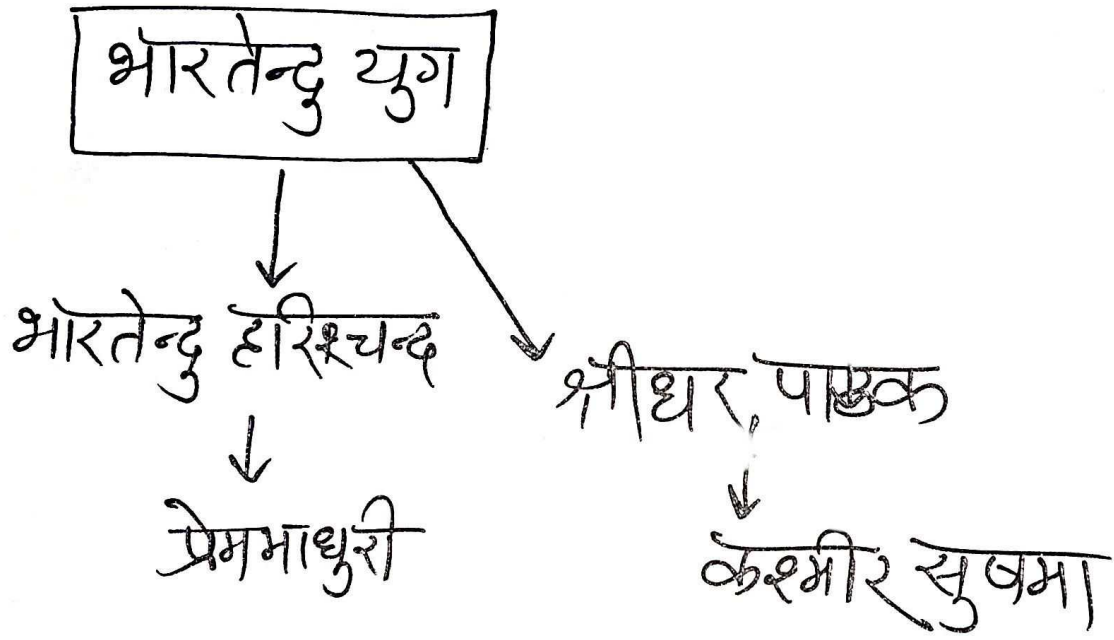 भारतेन्दु युग
भारतेन्दु हरिश्चन्द
श्रीधर पाठक
प्रेममाधुरी
कश्मीर सुषमा